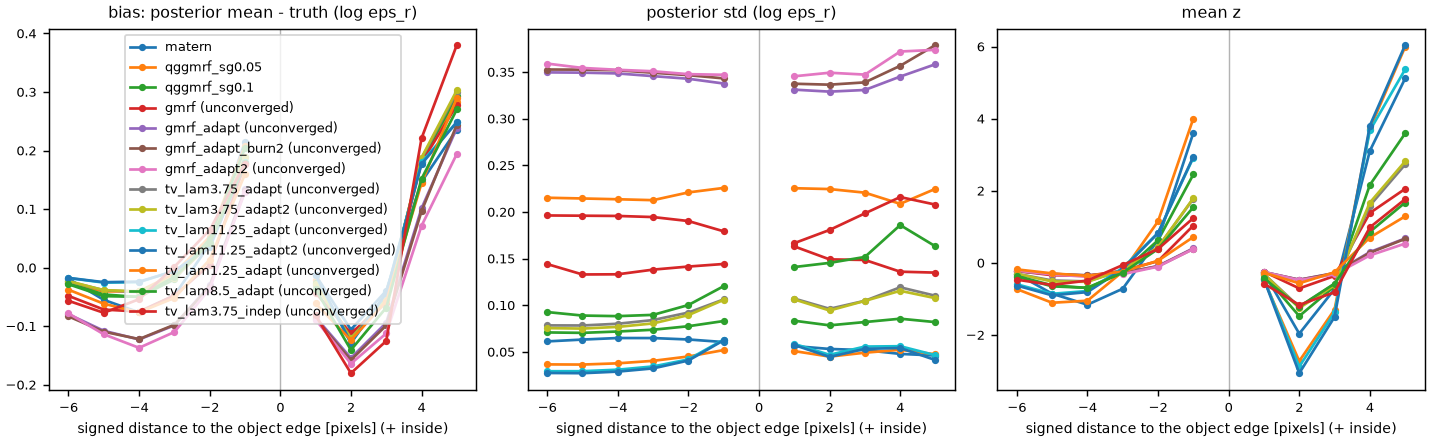 bias: posterior mean - truth (log eps_r)
0.4
0.3
0.2
0.1
0.0
−0.1
−0.2
matern
qggmrf_sg0.05
qggmrf_sg0.1
gmrf (unconverged)
gmrf_adapt (unconverged)
gmrf_adapt_burn2 (unconverged)
gmrf_adapt2 (unconverged)
tv_lam3.75_adapt (unconverged)
tv_lam3.75_adapt2 (unconverged)
tv_lam11.25_adapt (unconverged)
tv_lam11.25_adapt2 (unconverged)
tv_lam1.25_adapt (unconverged)
tv_lam8.5_adapt (unconverged)
tv_lam3.75_indep (unconverged)
−6 −4 −2 0 2 4
signed distance to the object edge [pixels] (+ inside)
posterior std (log eps_r)
0.35
0.30
0.25
0.20
0.15
0.10
0.05
−6 −4 −2 0 2 4
signed distance to the object edge [pixels] (+ inside)
mean z
6
4
2
0
−2
−6 −4 −2 0 2 4
signed distance to the object edge [pixels] (+ inside)